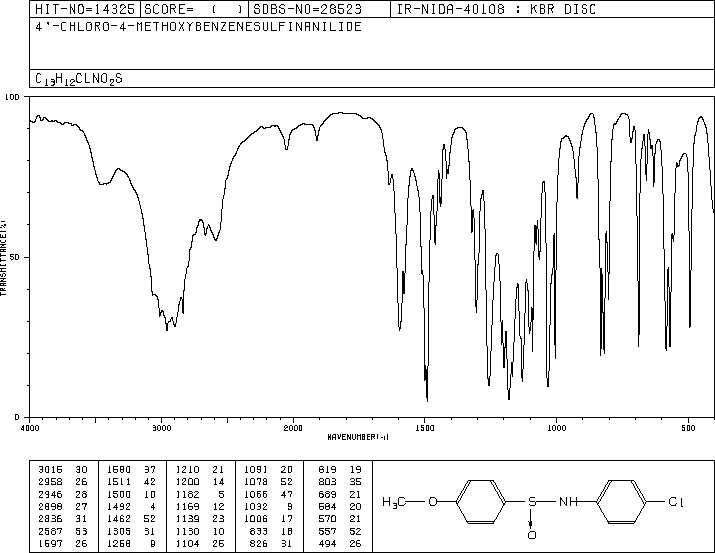 HIT-NO=14325 SCORE= ( ) SDBS-NO=28523 IR-NIDA-40108 : KBR DISC
4'-CHLORO-4-METHOXYBENZENESULFINANILIDE
C13H12CLNO2S
100
50
0
TRANSMITTANCE(%)
4000 3000 2000 1500 1000 500
WAVENUMBER(-1)
3015 30 1580 37 1210 21 1091 20 819 19
2958 26 1511 42 1200 14 1078 52 803 35
2946 28 1500 10 1182 5 1066 47 689 21
2898 27 1492 4 1169 12 1032 9 584 20
2836 31 1462 52 1139 23 1006 17 570 21
2587 53 1305 31 1130 10 833 18 557 52
1597 26 1258 9 1104 25 826 31 494 26
H3C O S NH Cl
O